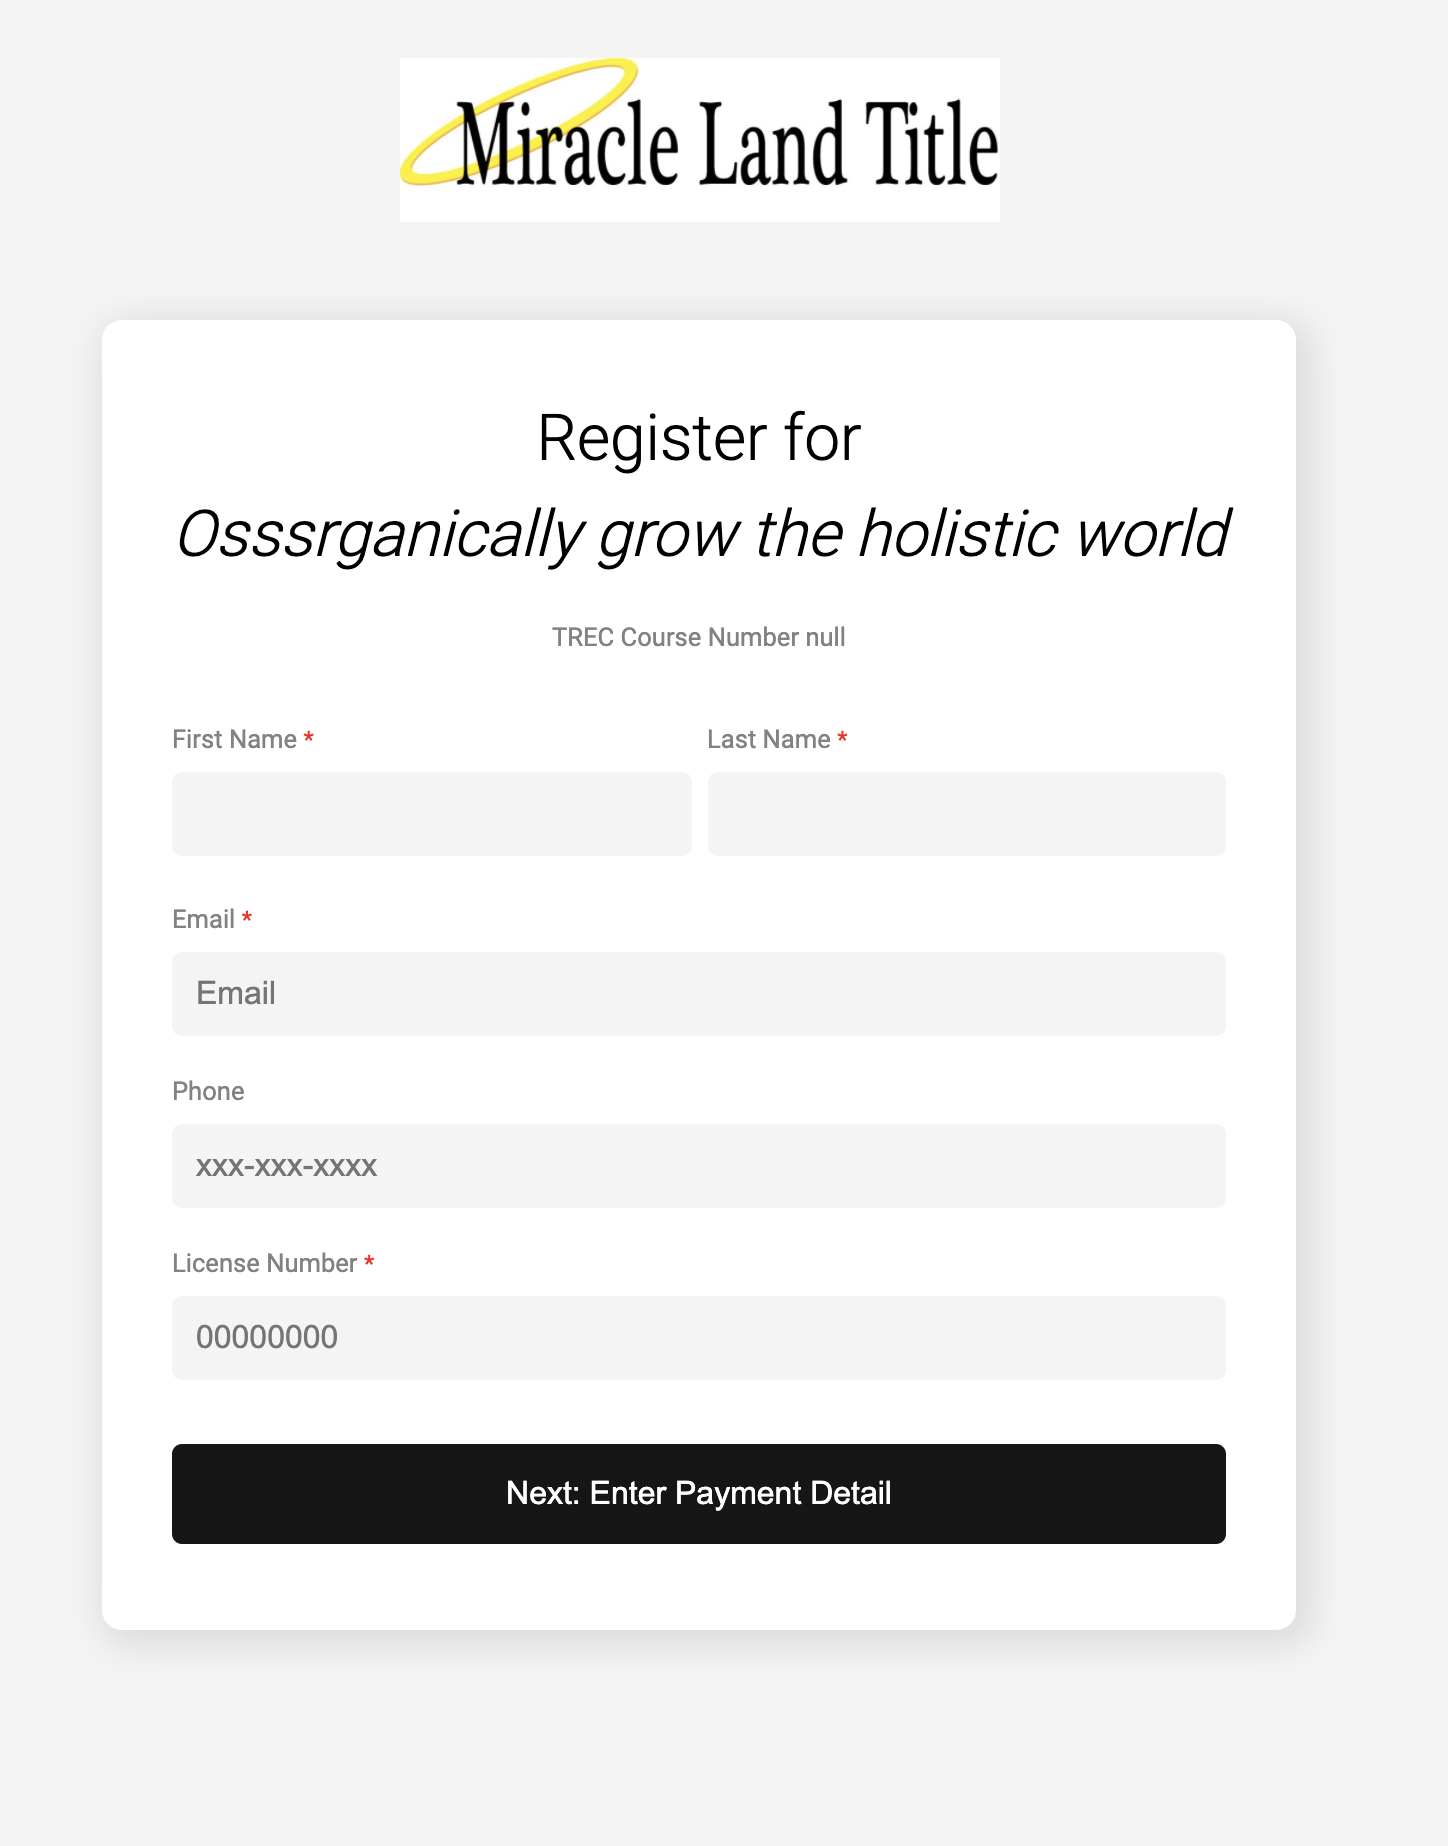 Miracle Land Title
Register for
Osssrganically grow the holistic world
TREC Course Number null
First Name *
Last Name *
Email *
Email
Phone
xxx-xxx-xxxx
License Number *
00000000
Next: Enter Payment Detail